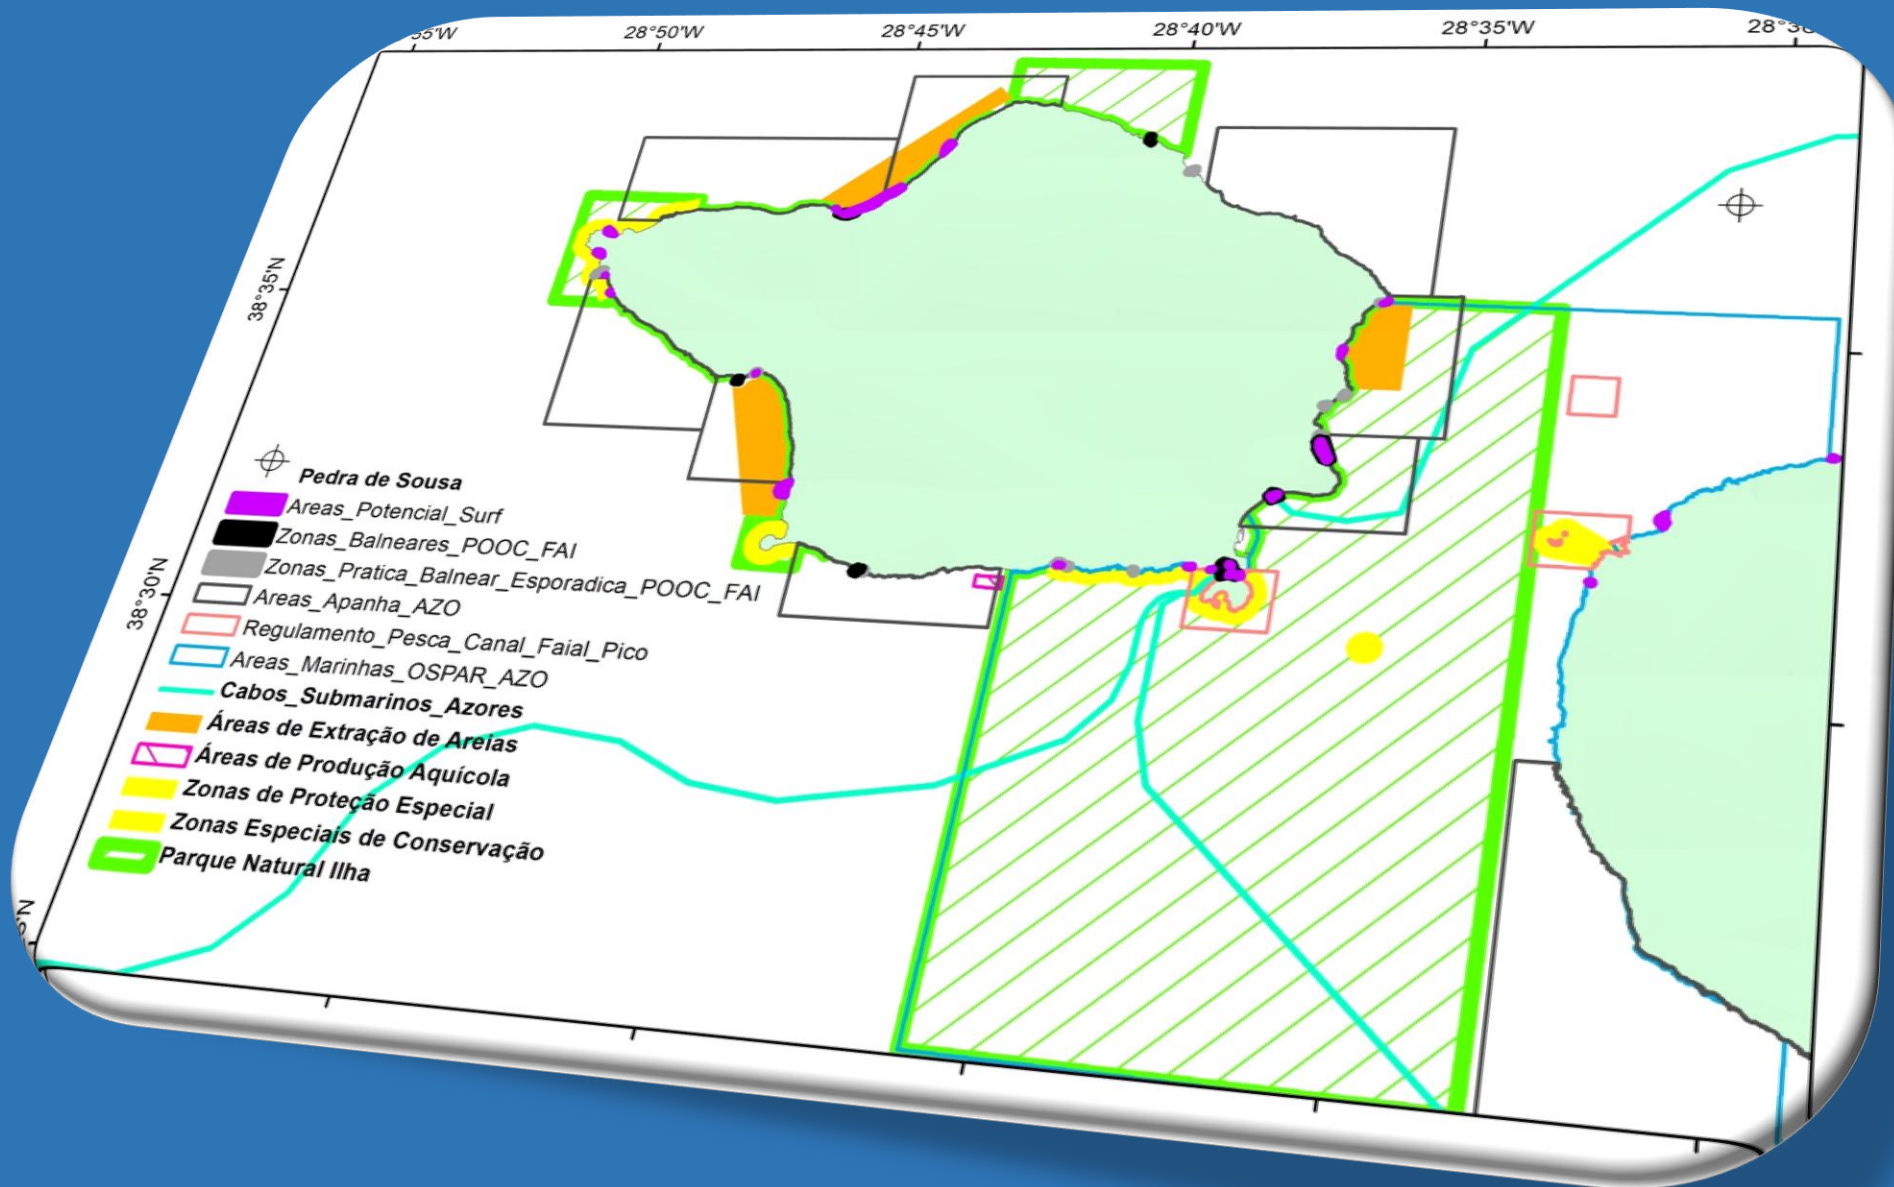 55'W 28°50'W 28°45'W 28°40'W 28°35'W
38°35'N
38°30'N
Pedra de Sousa
Areas_Potencial_Surf
Zonas_Balneares_POOC_FAI
Zonas_Pratica_Balnear_Esporadica_POOC_FAI
Areas_Apanha_AZO
Regulamento_Pesca_Canal_Faial_Pico
Areas_Marinhas_OSPAR_AZO
Cabos_Submarinos_Azores
Áreas de Extração de Areias
Áreas de Produção Aquícola
Zonas de Proteção Especial
Zonas Especiais de Conservação
Parque Natural Ilha